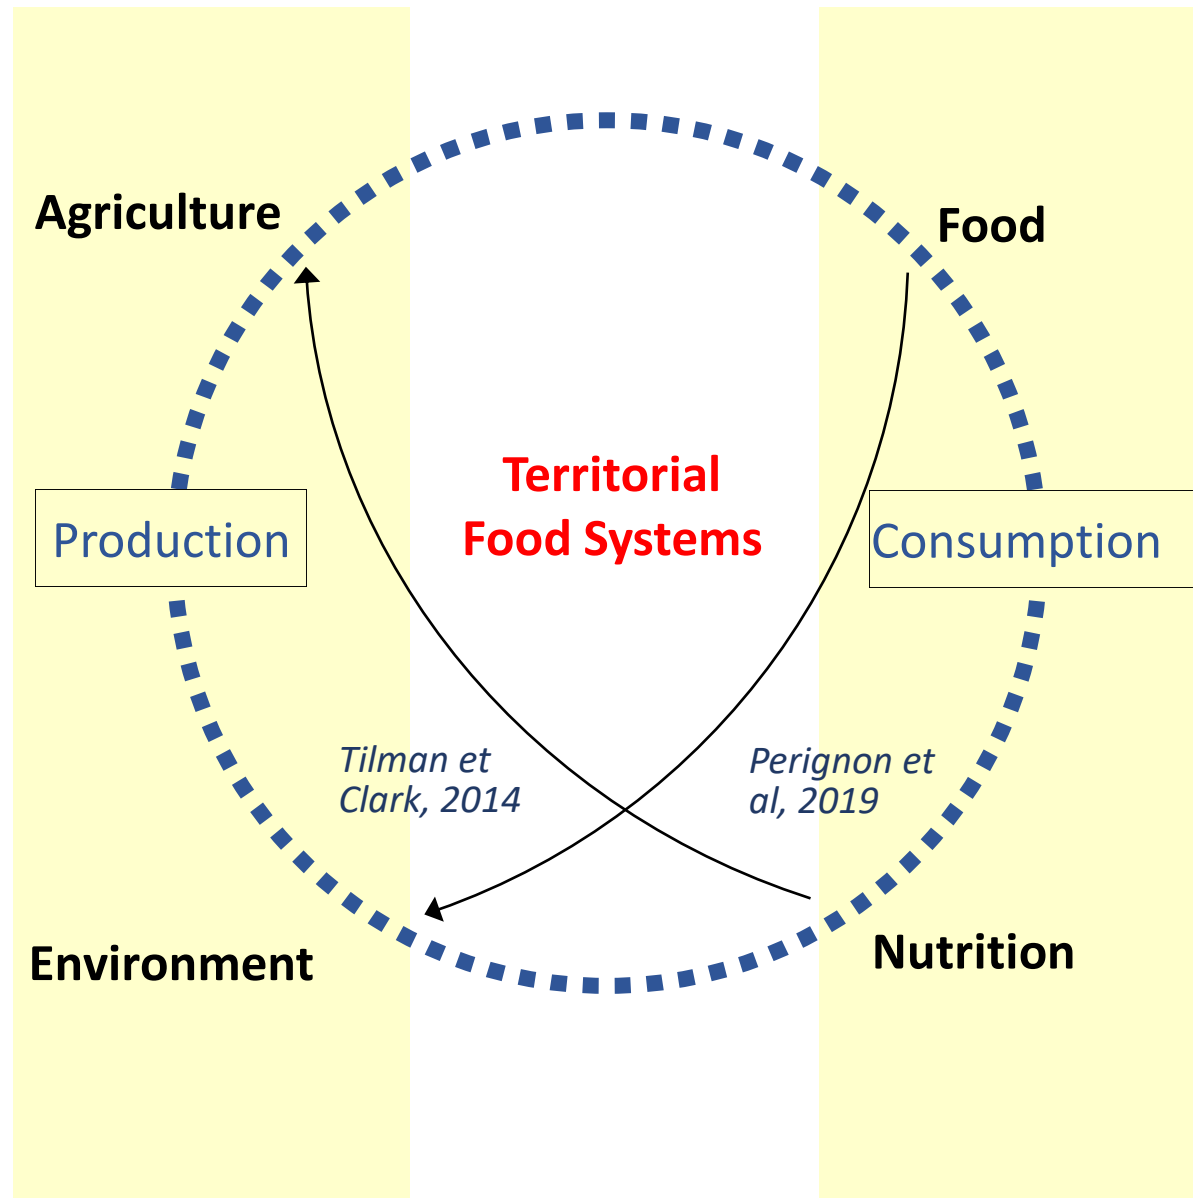 Agriculture
Food
Territorial
Food Systems
Production
Consumption
Tilman et
Clark, 2014
Perignon et
al, 2019
Environment
Nutrition